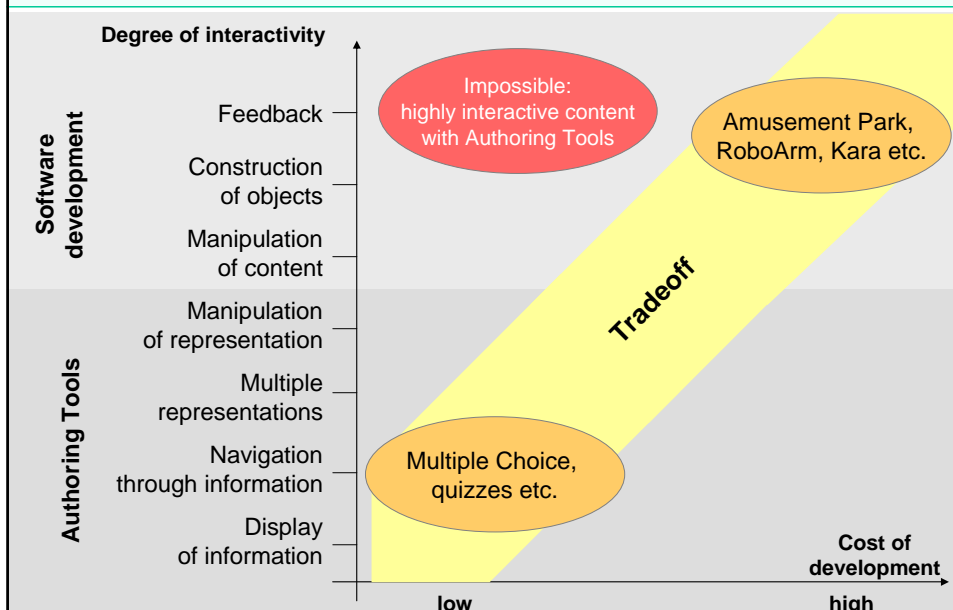 Degree of interactivity
Software
development
Authoring Tools
Feedback
Construction
of objects
Manipulation
of content
Manipulation
of representation
Multiple
representations
Navigation
through information
Display
of information
Impossible:
highly interactive content
with Authoring Tools
Amusement Park,
RoboArm, Kara etc.
Tradeoff
Multiple Choice,
quizzes etc.
Cost of
development
low
high